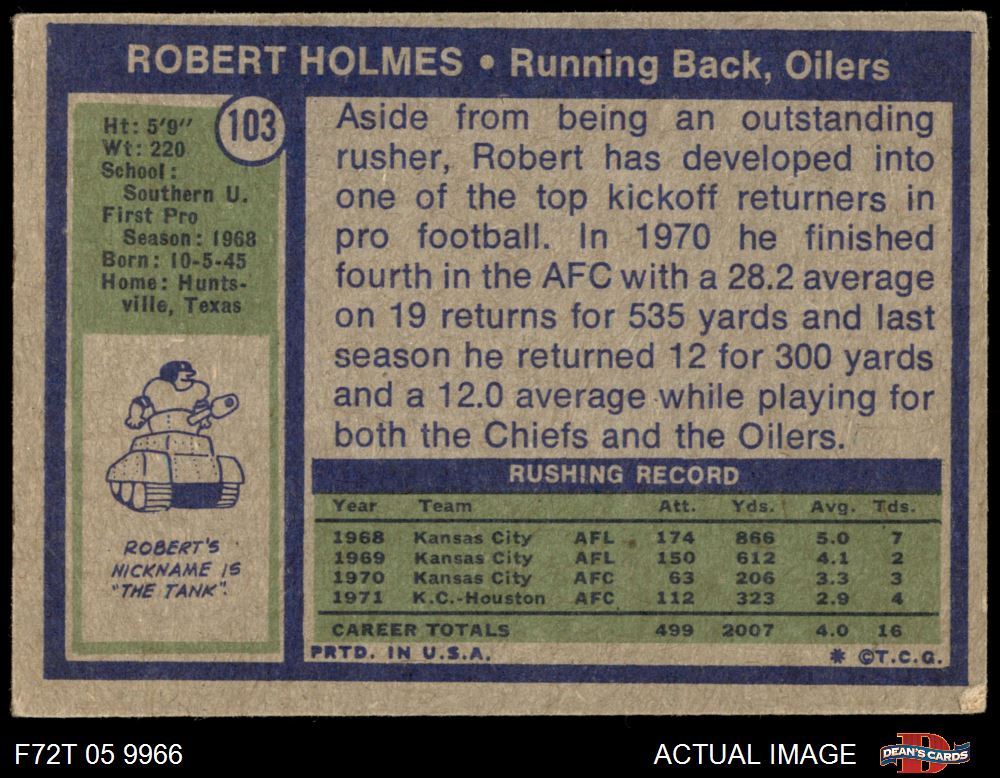 ROBERT HOLMES • Running Back, Oilers
103
Ht: 5'9"
Wt: 220
School:
Southern U.
First Pro
Season: 1968
Born: 10-5-45
Home: Hunts-
ville, Texas
ROBERT'S
NICKNAME IS
"THE TANK".
Aside from being an outstanding
rusher, Robert has developed into
one of the top kickoff returners in
pro football. In 1970 he finished
fourth in the AFC with a 28.2 average
on 19 returns for 535 yards and last
season he returned 12 for 300 yards
and a 12.0 average while playing for
both the Chiefs and the Oilers.
RUSHING RECORD
Year Team Att. Yds. Avg. Tds.
1968 Kansas City AFL 174 866 5.0 7
1969 Kansas City AFL 150 612 4.1 2
1970 Kansas City AFC 63 206 3.3 3
1971 K.C.-Houston AFC 112 323 2.9 4
CAREER TOTALS 499 2007 4.0 16
PRTD. IN U.S.A. * ©T.C.G.
F72T 05 9966 ACTUAL IMAGE DEAN'S CARDS